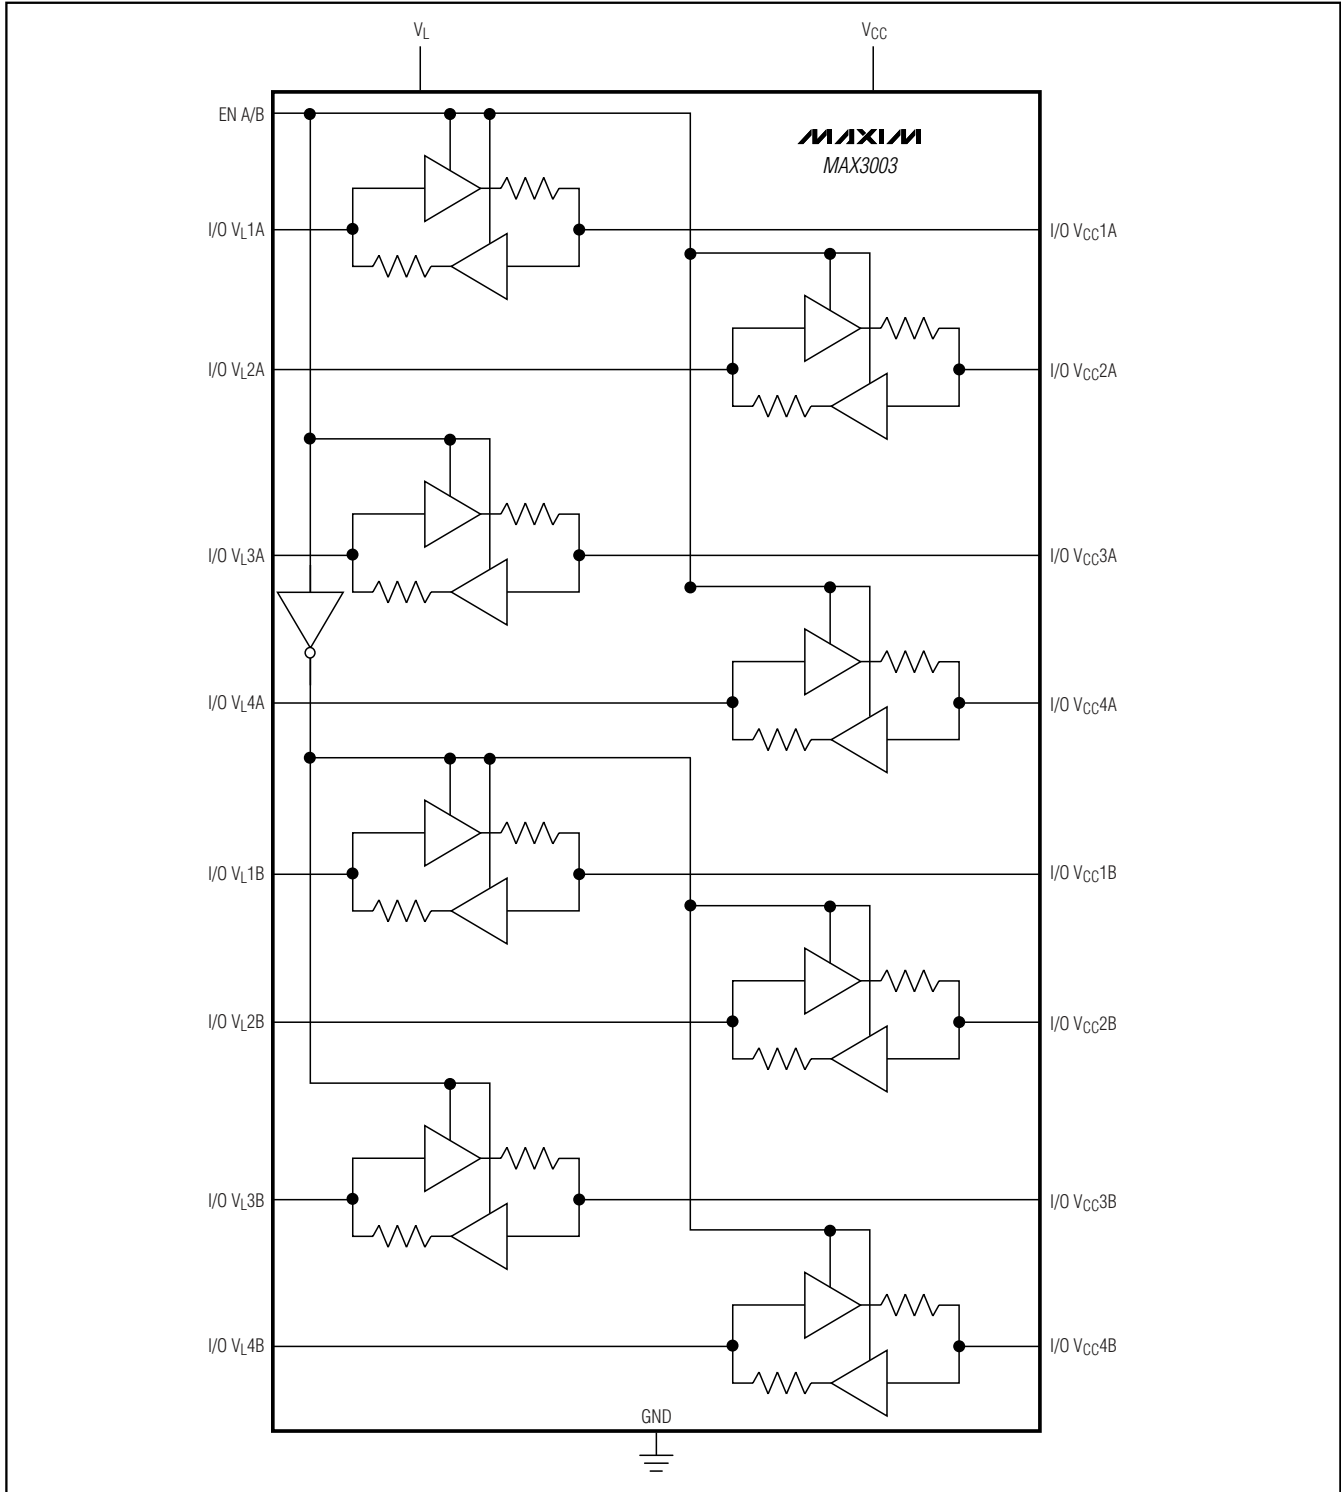 VL VCC
EN A/B
MAXIM
MAX3003
I/O VL1A I/O VCC1A
I/O VL2A I/O VCC2A
I/O VL3A I/O VCC3A
I/O VL4A I/O VCC4A
I/O VL1B I/O VCC1B
I/O VL2B I/O VCC2B
I/O VL3B I/O VCC3B
I/O VL4B I/O VCC4B
GND